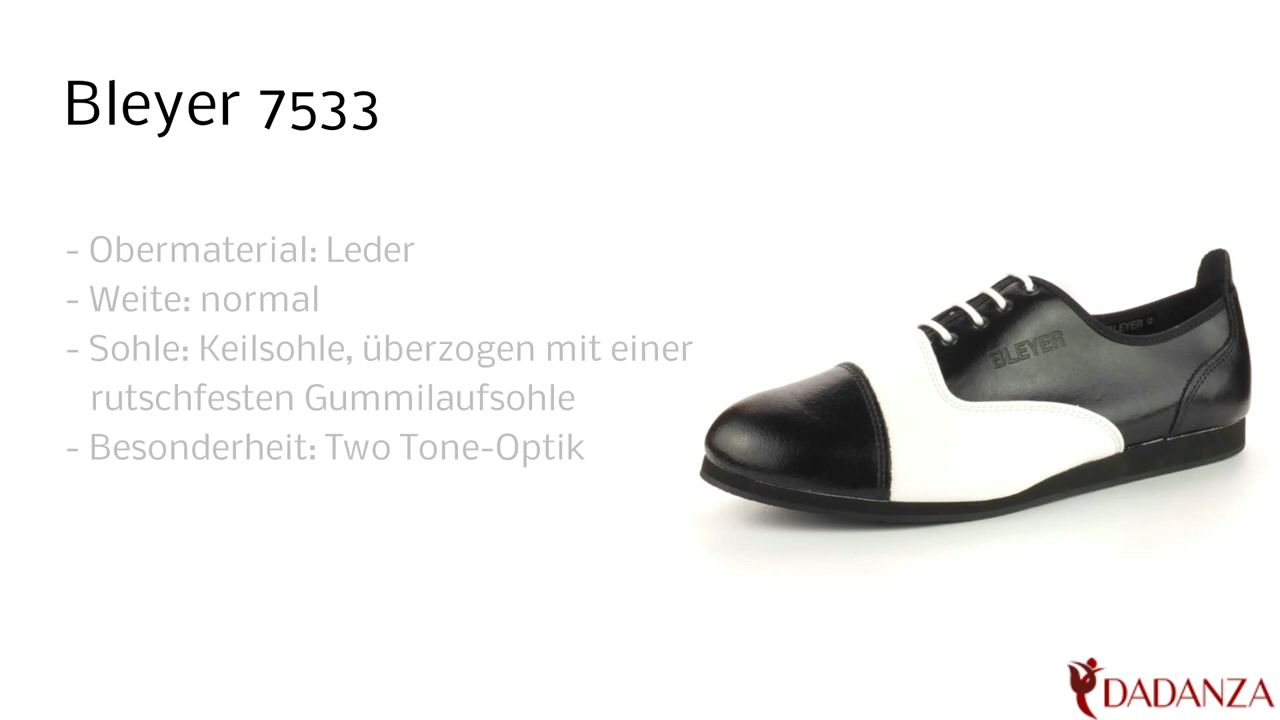 Bleyer 7533
- Obermaterial: Leder
- Weite: normal
- Sohle: Keilsohle, überzogen mit einer
rutschfesten Gummilaufsohle
- Besonderheit: Two Tone-Optik
BLEYER
BLEYER
DADANZA